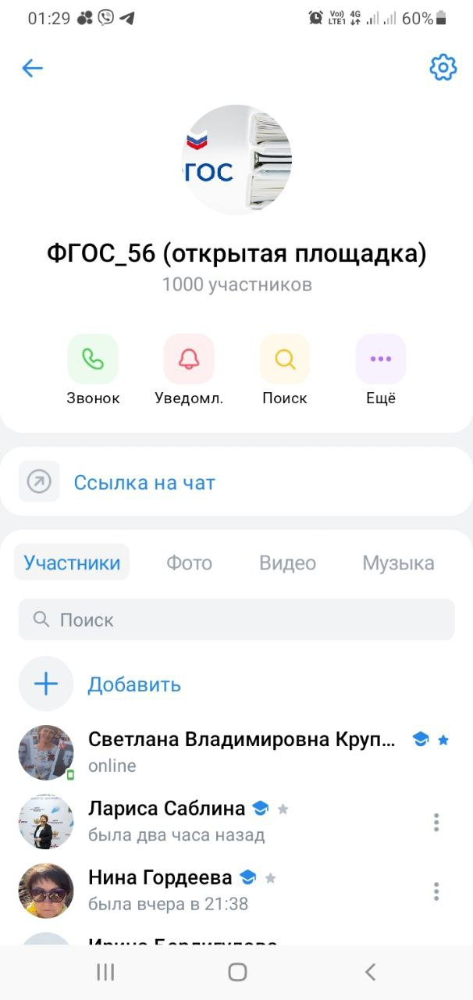 01:29
Vo)) LTE1 4G 60%
ГОС
ФГОС_56 (открытая площадка)
1000 участников
Звонок Уведомл. Поиск Ещё
Ссылка на чат
Участники Фото Видео Музыка
Поиск
Добавить
Светлана Владимировна Круп...
online
Лариса Саблина
была два часа назад
Нина Гордеева
была вчера в 21:38